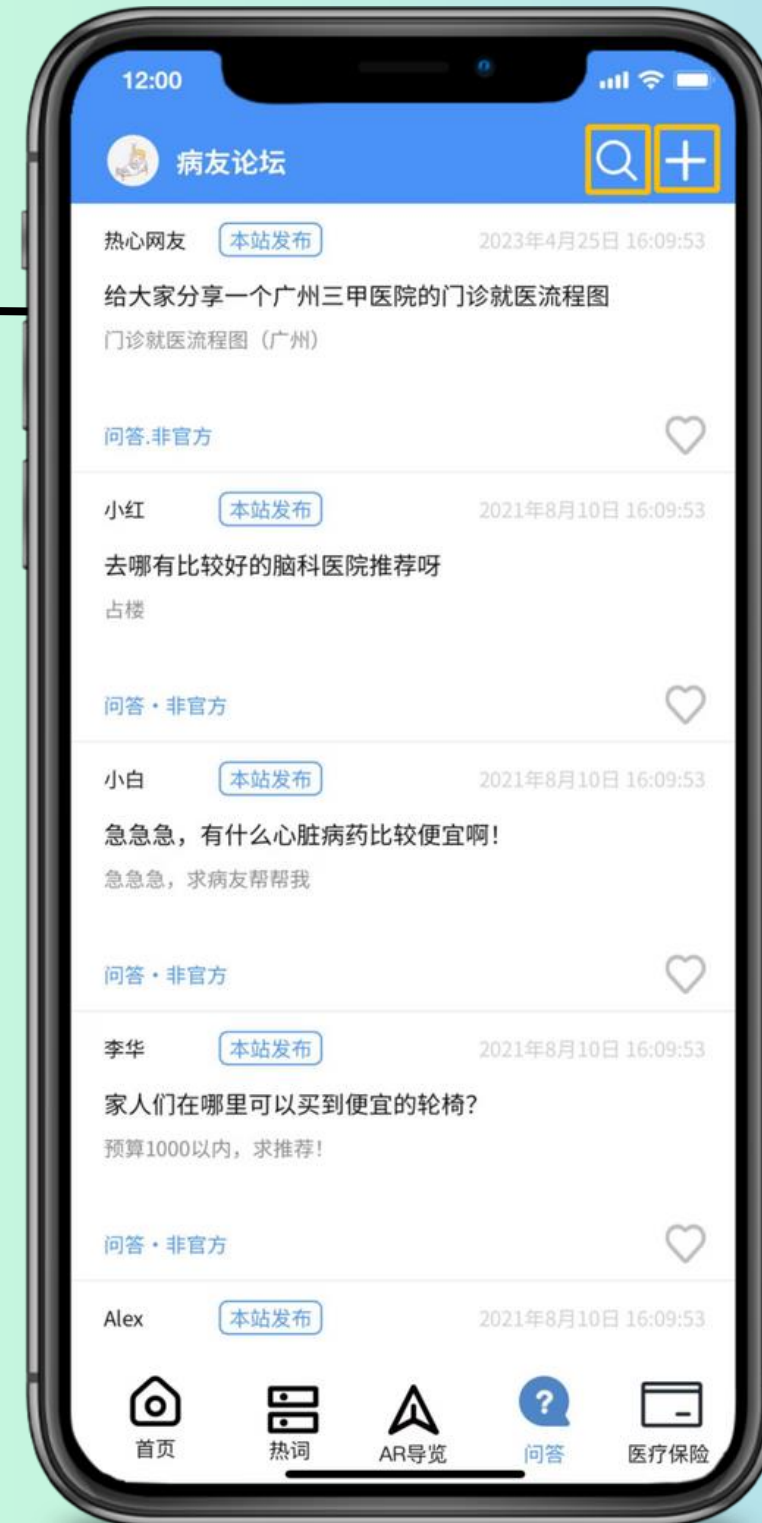 12:00
病友论坛
热心网友 本站发布 2023年4月25日 16:09:53
给大家分享一个广州三甲医院的门诊就医流程图
门诊就医流程图（广州）
问答.非官方
小红 本站发布 2021年8月10日 16:09:53
去哪有比较好的脑科医院推荐呀
占楼
问答·非官方
小白 本站发布 2021年8月10日 16:09:53
急急急，有什么心脏病药比较便宜啊！
急急急，求病友帮帮我
问答·非官方
李华 本站发布 2021年8月10日 16:09:53
家人们在哪里可以买到便宜的轮椅？
预算1000以内，求推荐！
问答·非官方
Alex 本站发布 2021年8月10日 16:09:53
首页 热词 AR导览 问答 医疗保险